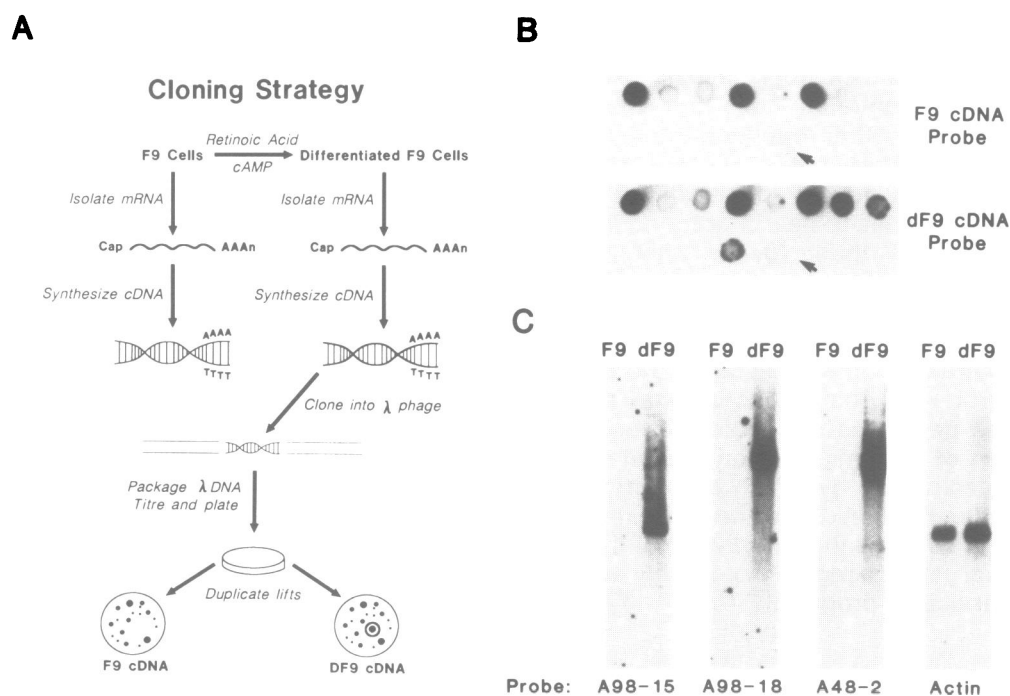 A
Cloning Strategy
Retinoic Acid
F9 Cells
Differentiated F9 Cells
cAMP
Isolate mRNA
Isolate mRNA
Cap
AAAn
Cap
AAAn
Synthesize cDNA
Synthesize cDNA
AAAA
TTTT
AAAA
TTTT
Clone into λ phage
Package λ DNA
Titre and plate
Duplicate lifts
F9 cDNA
DF9 cDNA
B
F9 cDNA
Probe
dF9 cDNA
Probe
C
F9 dF9
F9 dF9
F9 dF9
F9 dF9
Probe: A98-15 A98-18 A48-2 Actin